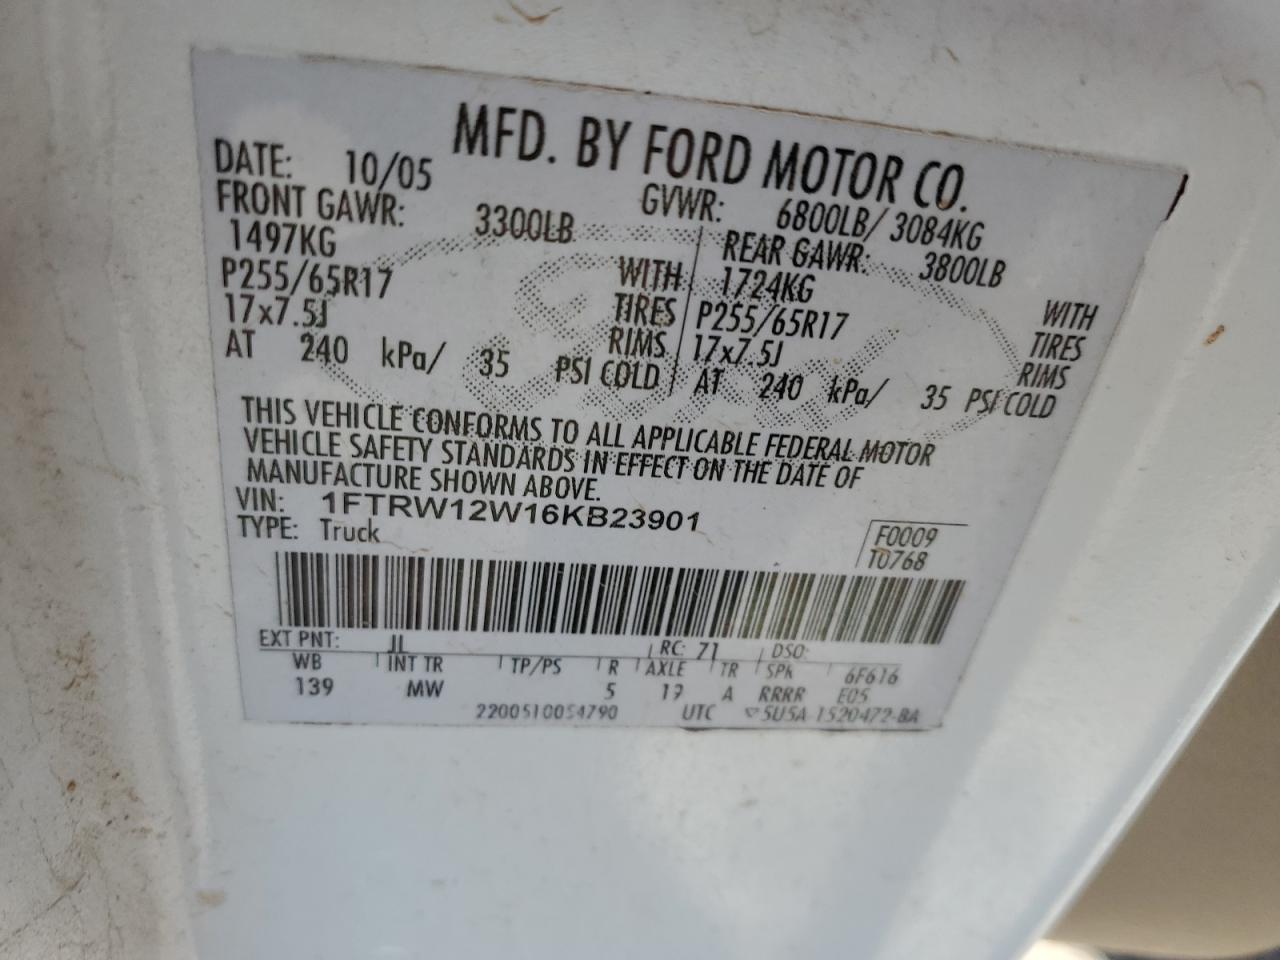 MFD. BY FORD MOTOR CO.
DATE: 10/05 GVWR: 6800LB/ 3084KG
FRONT GAWR: 3300LB REAR GAWR: 3800LB
1497KG WITH 1724KG WITH
P255/65R17 TIRES P255/65R17 TIRES
17x7.5J RIMS 17x7.5J RIMS
AT 240 kPa/ 35 PSI COLD AT 240 kPa/ 35 PSI COLD
THIS VEHICLE CONFORMS TO ALL APPLICABLE FEDERAL MOTOR
VEHICLE SAFETY STANDARDS IN EFFECT ON THE DATE OF
MANUFACTURE SHOWN ABOVE.
VIN: 1FTRW12W16KB23901
TYPE: Truck
F0009
T0768
EXT PNT: JL RC: 71 DSO:
WB INT TR TP/PS R AXLE TR SPR 6F616
139 MW 5 19 A RRRR E05
2200510054790 UTC ▽5U5A 1520472-BA